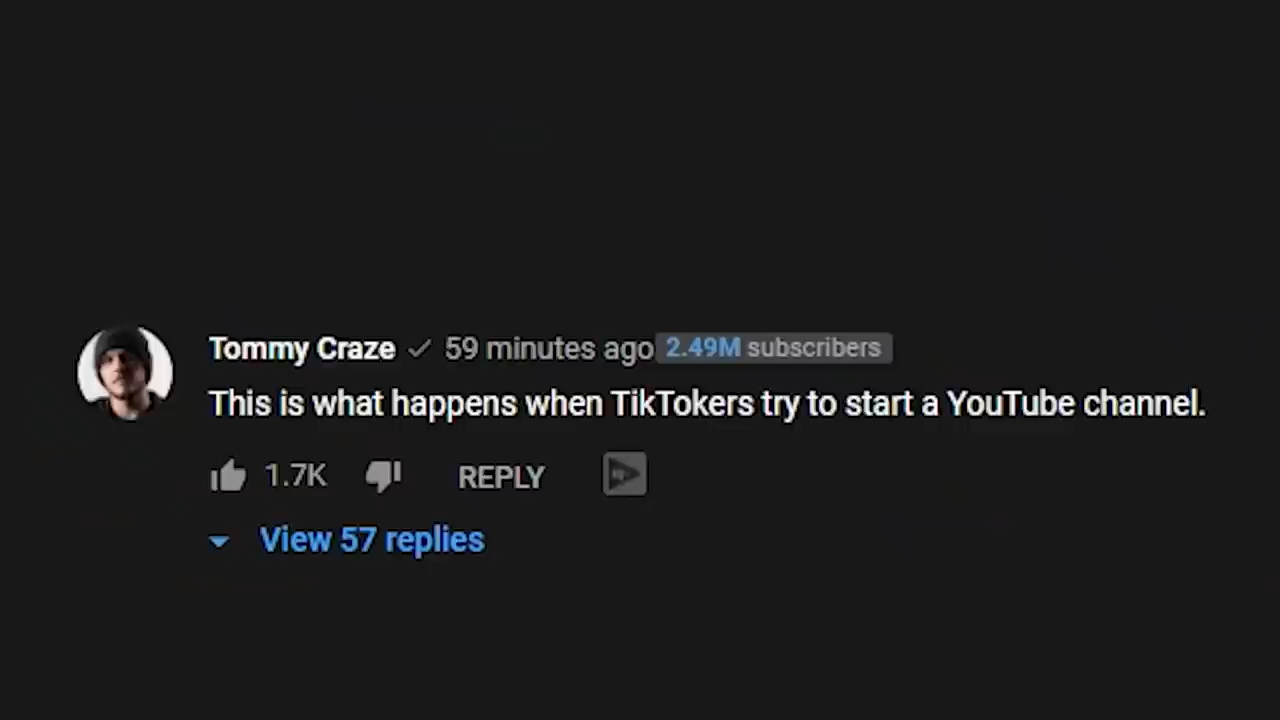 Tommy Craze 59 minutes ago 2.49M subscribers
This is what happens when TikTokers try to start a YouTube channel.
1.7K REPLY
View 57 replies